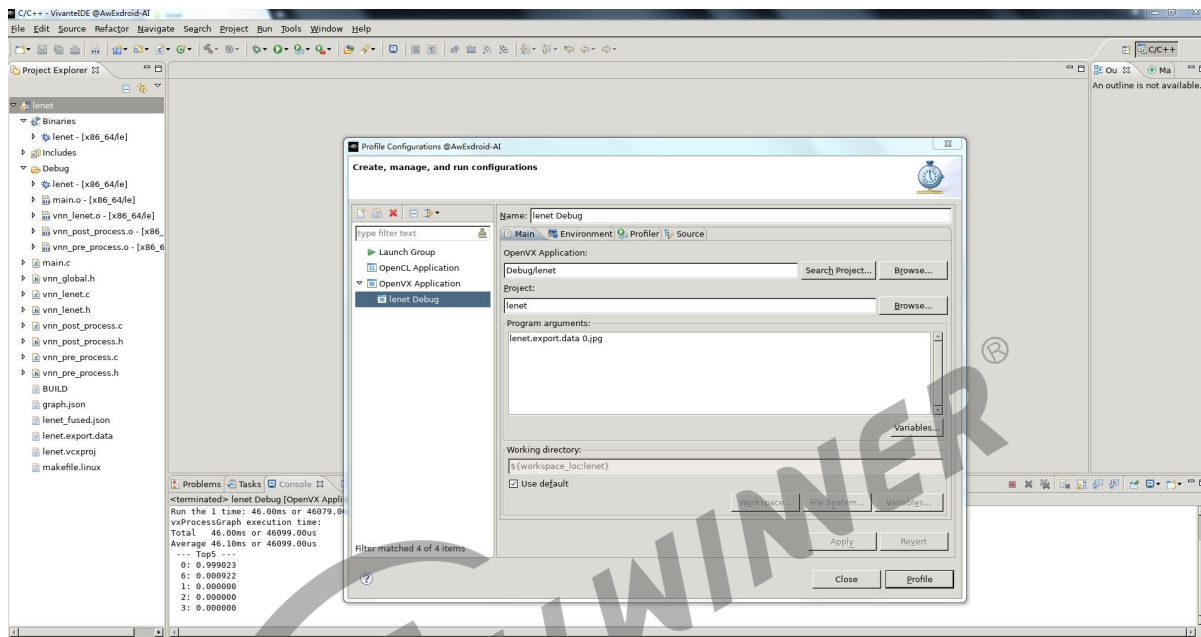 C/C++ - VivanteIDE @AwExdroid-AI
File Edit Source Refactor Navigate Search Project Run Tools Window Help
C/C++
Project Explorer
Ou Ma
An outline is not available.
lenet
Binaries
lenet - [x86_64/le]
Includes
Debug
lenet - [x86_64/le]
main.o - [x86_64/le]
vnn_lenet.o - [x86_64/le]
vnn_post_process.o - [x86_
vnn_pre_process.o - [x86_6
main.c
vnn_global.h
vnn_lenet.c
vnn_lenet.h
vnn_post_process.c
vnn_post_process.h
vnn_pre_process.c
vnn_pre_process.h
BUILD
graph.json
lenet_fused.json
lenet.export.data
lenet.vcxproj
makefile.linux
Profile Configurations @AwExdroid-AI
Create, manage, and run configurations
type filter text
Launch Group
OpenCL Application
OpenVX Application
lenet Debug
Filter matched 4 of 4 items
Name: lenet Debug
Main Environment Profiler Source
OpenVX Application:
Debug/lenet Search Project... Browse...
Project:
lenet Browse...
Program arguments:
lenet.export.data 0.jpg
Variables...
Working directory:
${workspace_loc:lenet}
Use default
Workspace... File System... Variables...
Apply Revert
Close Profile
Problems Tasks Console
<terminated> lenet Debug [OpenVX Appli
Run the 1 time: 46.00ms or 46079.00
vxProcessGraph execution time:
Total 46.00ms or 46099.00us
Average 46.10ms or 46099.00us
--- Top5 ---
0: 0.999023
6: 0.000922
1: 0.000000
2: 0.000000
3: 0.000000